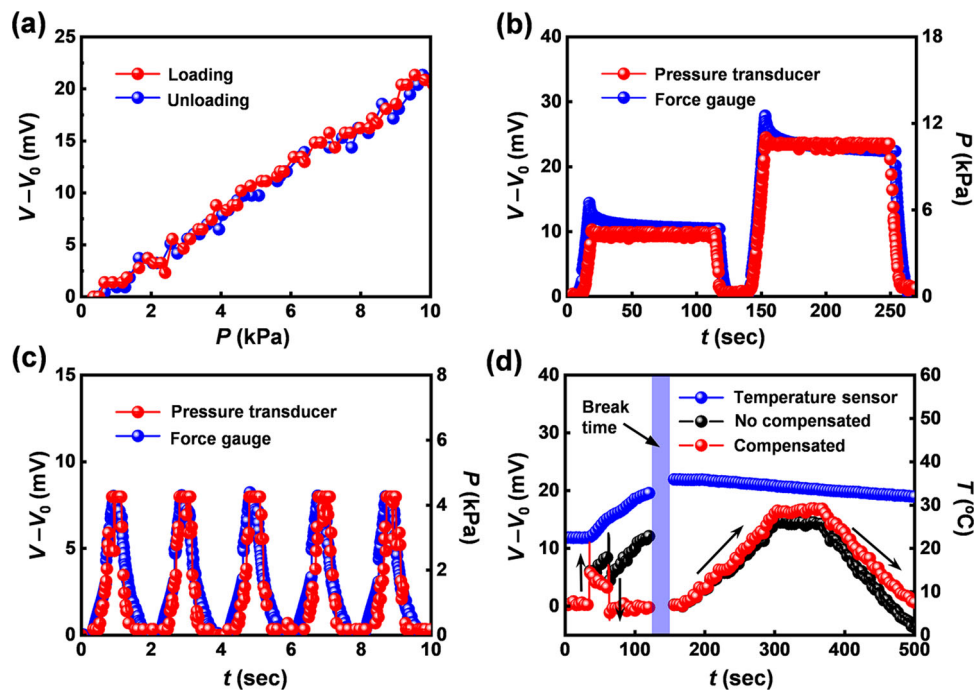 (a)
25
20
15
10
5
0
V – V0 (mV)
Loading
Unloading
0 2 4 6 8 10
P (kPa)
(b)
40
30
20
10
0
V – V0 (mV)
Pressure transducer
Force gauge
18
12
6
0
P (kPa)
0 50 100 150 200 250
t (sec)
(c)
15
10
5
0
V – V0 (mV)
Pressure transducer
Force gauge
8
6
4
2
0
P (kPa)
0 2 4 6 8 10
t (sec)
(d)
40
30
20
10
0
V – V0 (mV)
Break
time
Temperature sensor
No compensated
Compensated
60
50
40
30
20
10
0
T (ºC)
0 100 200 300 400 500
t (sec)